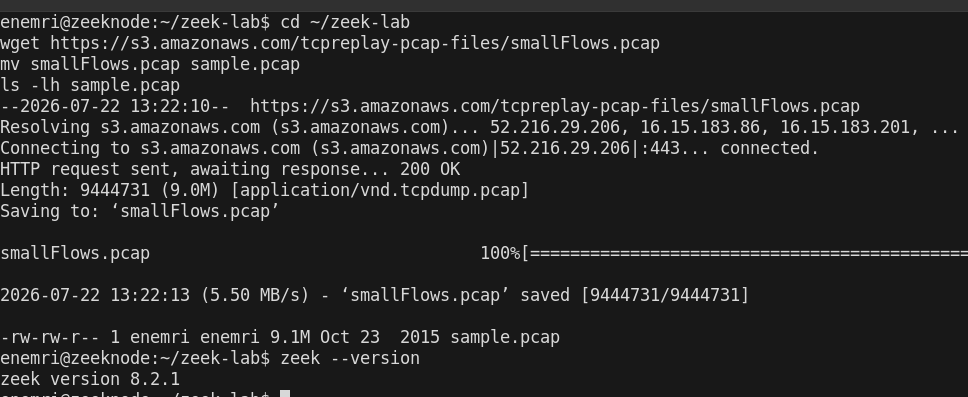 enemri@zeeknode:~/zeek-lab$ cd ~/zeek-lab
wget https://s3.amazonaws.com/tcpreplay-pcap-files/smallFlows.pcap
mv smallFlows.pcap sample.pcap
ls -lh sample.pcap
--2026-07-22 13:22:10--  https://s3.amazonaws.com/tcpreplay-pcap-files/smallFlows.pcap
Resolving s3.amazonaws.com (s3.amazonaws.com)... 52.216.29.206, 16.15.183.86, 16.15.183.201, ...
Connecting to s3.amazonaws.com (s3.amazonaws.com)|52.216.29.206|:443... connected.
HTTP request sent, awaiting response... 200 OK
Length: 9444731 (9.0M) [application/vnd.tcpdump.pcap]
Saving to: ‘smallFlows.pcap’
smallFlows.pcap                                 100%[============================================
2026-07-22 13:22:13 (5.50 MB/s) - ‘smallFlows.pcap’ saved [9444731/9444731]
-rw-rw-r-- 1 enemri enemri 9.1M Oct 23  2015 sample.pcap
enemri@zeeknode:~/zeek-lab$ zeek --version
zeek version 8.2.1
enemri@zeeknode:~/zeek-lab$